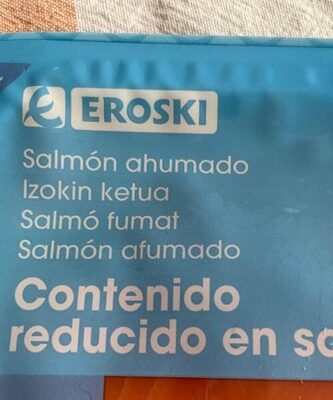 EROSKI
Salmón ahumado
Izokin ketua
Salmó fumat
Salmón afumado
Contenido
reducido en